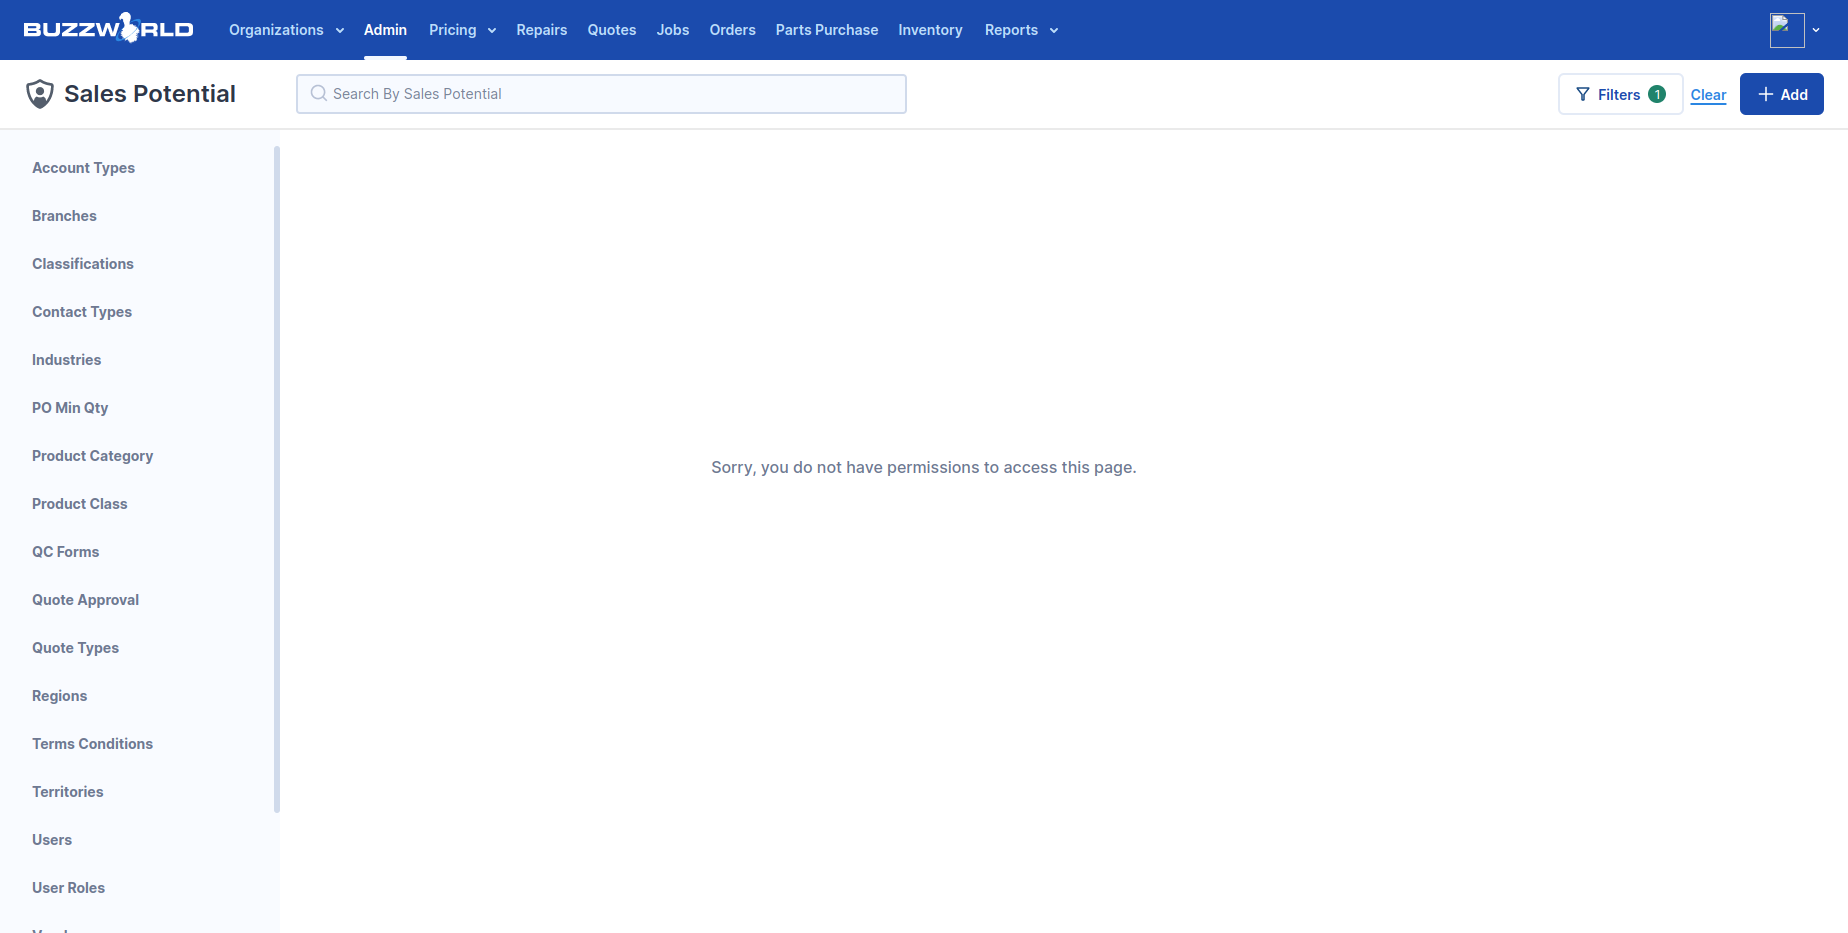 BUZZWORLD
Organizations Admin Pricing Repairs Quotes Jobs Orders Parts Purchase Inventory Reports
Sales Potential
Search By Sales Potential
Filters 1 Clear Add
Account Types
Branches
Classifications
Contact Types
Industries
PO Min Qty
Product Category
Product Class
QC Forms
Quote Approval
Quote Types
Regions
Terms Conditions
Territories
Users
User Roles
Sorry, you do not have permissions to access this page.